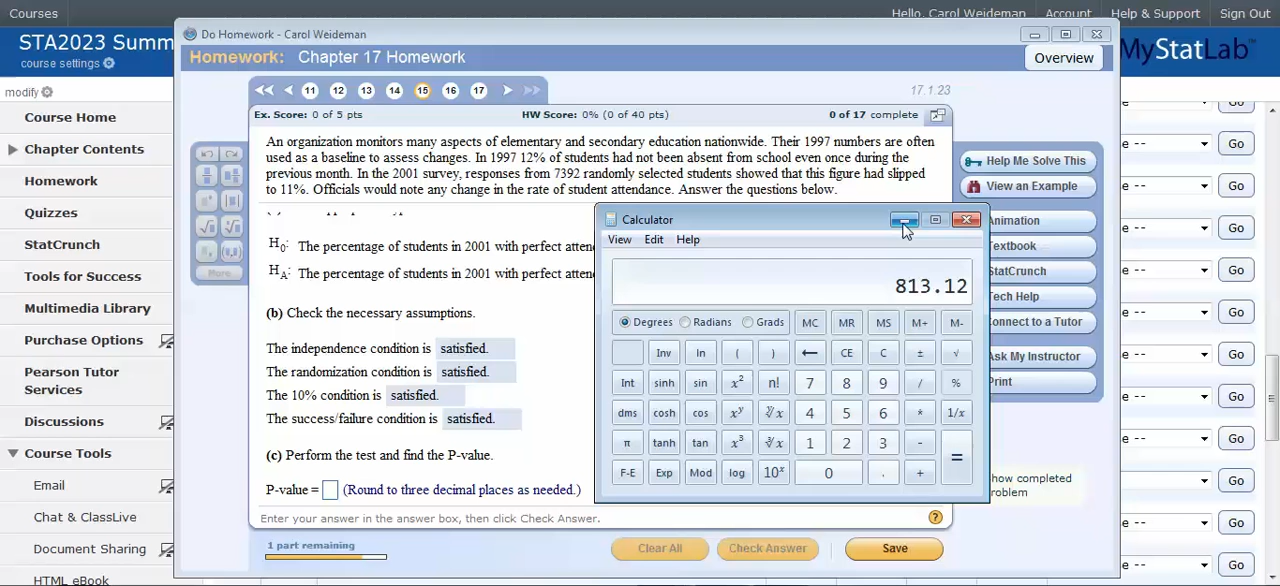 Courses
Hello, Carol Weideman Account Help & Support Sign Out
STA2023 Summ
course settings
MyStatLab
modify
Course Home
Chapter Contents
Homework
Quizzes
StatCrunch
Tools for Success
Multimedia Library
Purchase Options
Pearson Tutor
Services
Discussions
Course Tools
Email
Chat & ClassLive
Document Sharing
HTML eBook
Do Homework - Carol Weideman
Homework: Chapter 17 Homework
Overview
11 12 13 14 15 16 17
17.1.23
Ex. Score: 0 of 5 pts
HW Score: 0% (0 of 40 pts)
0 of 17 complete
An organization monitors many aspects of elementary and secondary education nationwide. Their 1997 numbers are often
used as a baseline to assess changes. In 1997 12% of students had not been absent from school even once during the
previous month. In the 2001 survey, responses from 7392 randomly selected students showed that this figure had slipped
to 11%. Officials would note any change in the rate of student attendance. Answer the questions below.
H0: The percentage of students in 2001 with perfect atten
HA: The percentage of students in 2001 with perfect atten
(b) Check the necessary assumptions.
The independence condition is satisfied.
The randomization condition is satisfied.
The 10% condition is satisfied.
The success/failure condition is satisfied.
(c) Perform the test and find the P-value.
P-value = (Round to three decimal places as needed.)
Enter your answer in the answer box, then click Check Answer.
?
1 part remaining
Clear All
Check Answer
Save
More
Help Me Solve This
View an Example
Animation
Textbook
StatCrunch
Tech Help
Connect to a Tutor
Ask My Instructor
Print
how completed
roblem
Calculator
View Edit Help
813.12
Degrees Radians Grads MC MR MS M+ M-
Inv ln ( ) ← CE C ± √
Int sinh sin x² n! 7 8 9 / %
dms cosh cos xʸ ʸ√x 4 5 6 * 1/x
π tanh tan x³ ³√x 1 2 3 - =
F-E Exp Mod log 10ˣ 0 . +
Go
-- Go
-- Go
-- Go
-- Go
-- Go
-- Go
-- Go
-- Go
-- Go
-- Go
-- Go